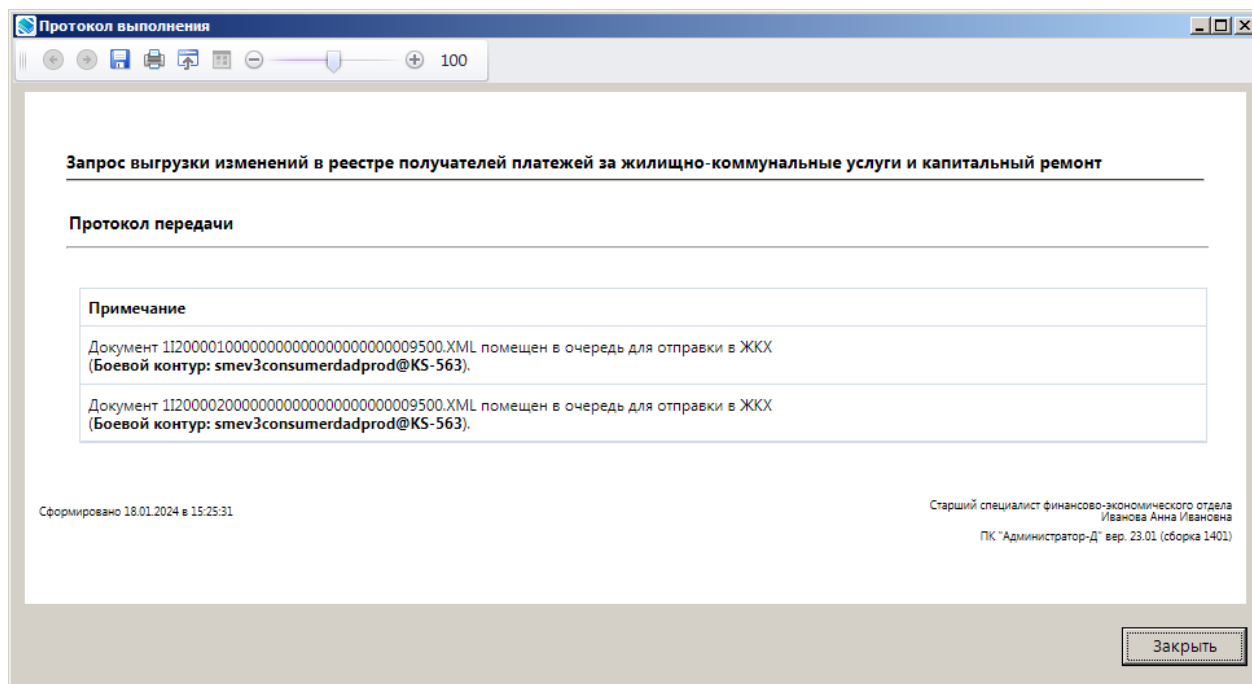 Протокол выполнения
100
Запрос выгрузки изменений в реестре получателей платежей за жилищно-коммунальные услуги и капитальный ремонт
Протокол передачи
Примечание
Документ 1I20000100000000000000000000009500.XML помещен в очередь для отправки в ЖКХ
(Боевой контур: smev3consumerdadprod@KS-563).
Документ 1I20000200000000000000000000009500.XML помещен в очередь для отправки в ЖКХ
(Боевой контур: smev3consumerdadprod@KS-563).
Сформировано 18.01.2024 в 15:25:31
Старший специалист финансово-экономического отдела
Иванова Анна Ивановна
ПК "Администратор-Д" вер. 23.01 (сборка 1401)
Закрыть